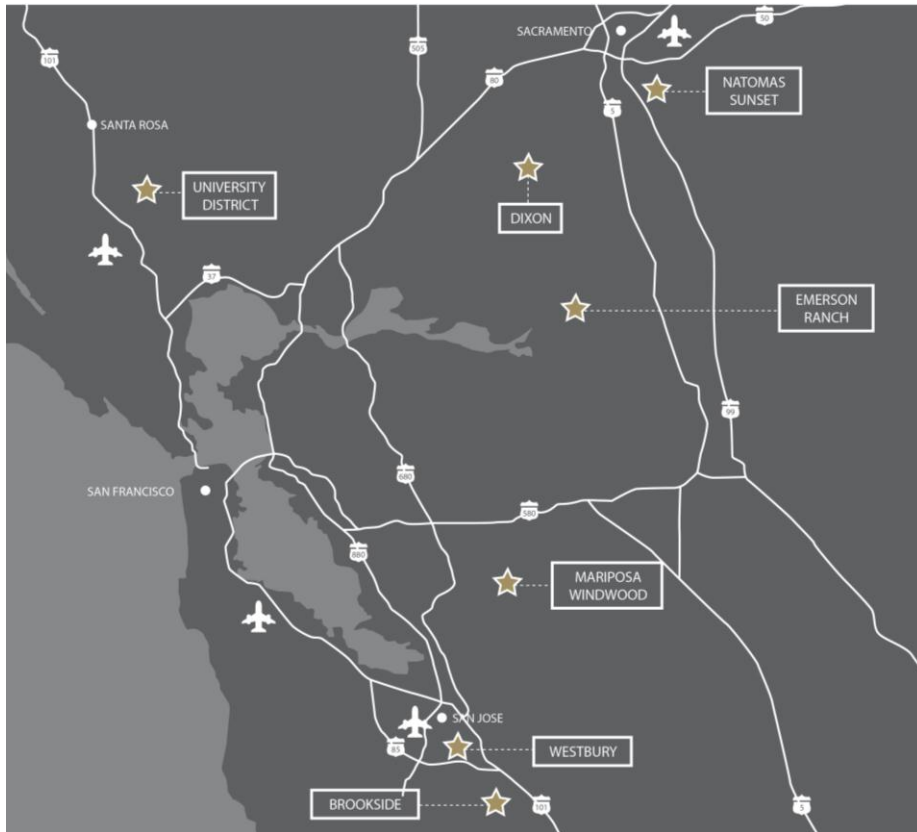 50
SACRAMENTO
101
505
80
NATOMAS
SUNSET
5
SANTA ROSA
UNIVERSITY
DISTRICT
DIXON
37
EMERSON
RANCH
99
680
SAN FRANCISCO
580
880
MARIPOSA
WINDWOOD
SAN JOSE
85
WESTBURY
BROOKSIDE
101
5